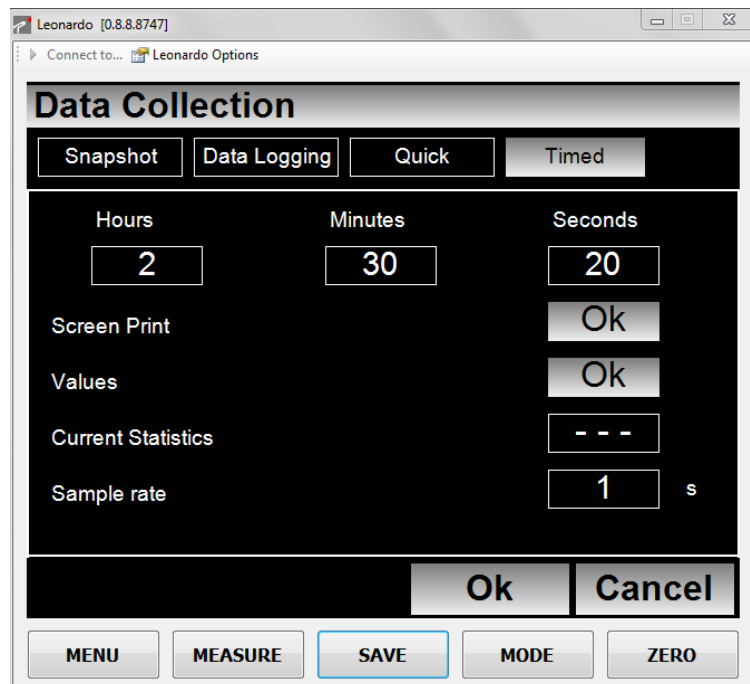 Leonardo [0.8.8.8747]
Connect to... Leonardo Options
Data Collection
Snapshot Data Logging Quick Timed
Hours Minutes Seconds
2 30 20
Screen Print Ok
Values Ok
Current Statistics - - -
Sample rate 1 s
Ok Cancel
MENU MEASURE SAVE MODE ZERO